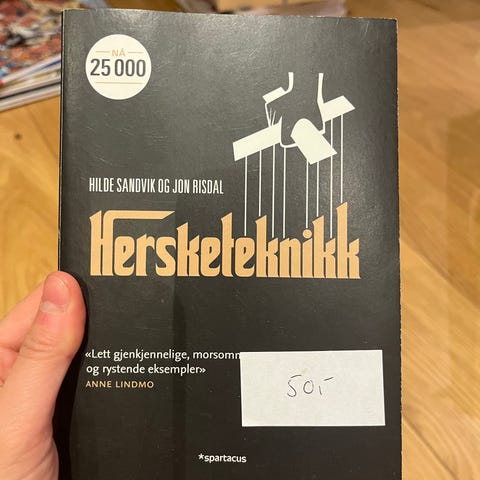 NÅ
25 000
HILDE SANDVIK OG JON RISDAL
Hersketeknikk
«Lett gjenkjennelige, morsomm
og rystende eksempler»
ANNE LINDMO
50,-
*spartacus